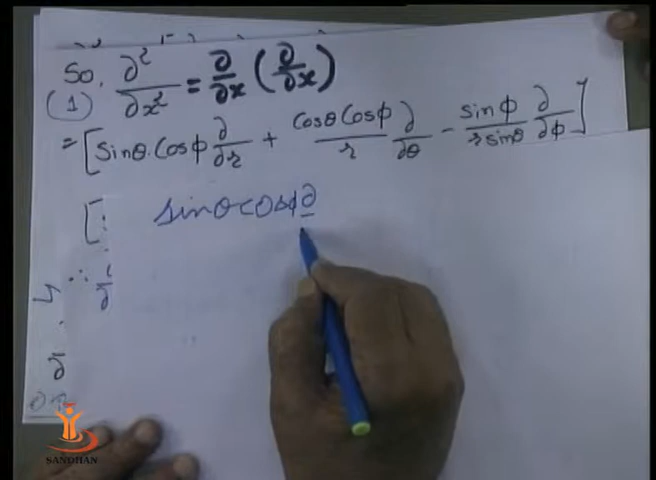 So. ∂²/∂x² = ∂/∂x (∂/∂x)
(1)
= [sinθ.Cosϕ ∂/∂r + Cosθ Cosϕ/r ∂/∂θ - sinϕ/r sinθ ∂/∂ϕ]
[ sinθ cosϕ ∂
∴
SANDHAN